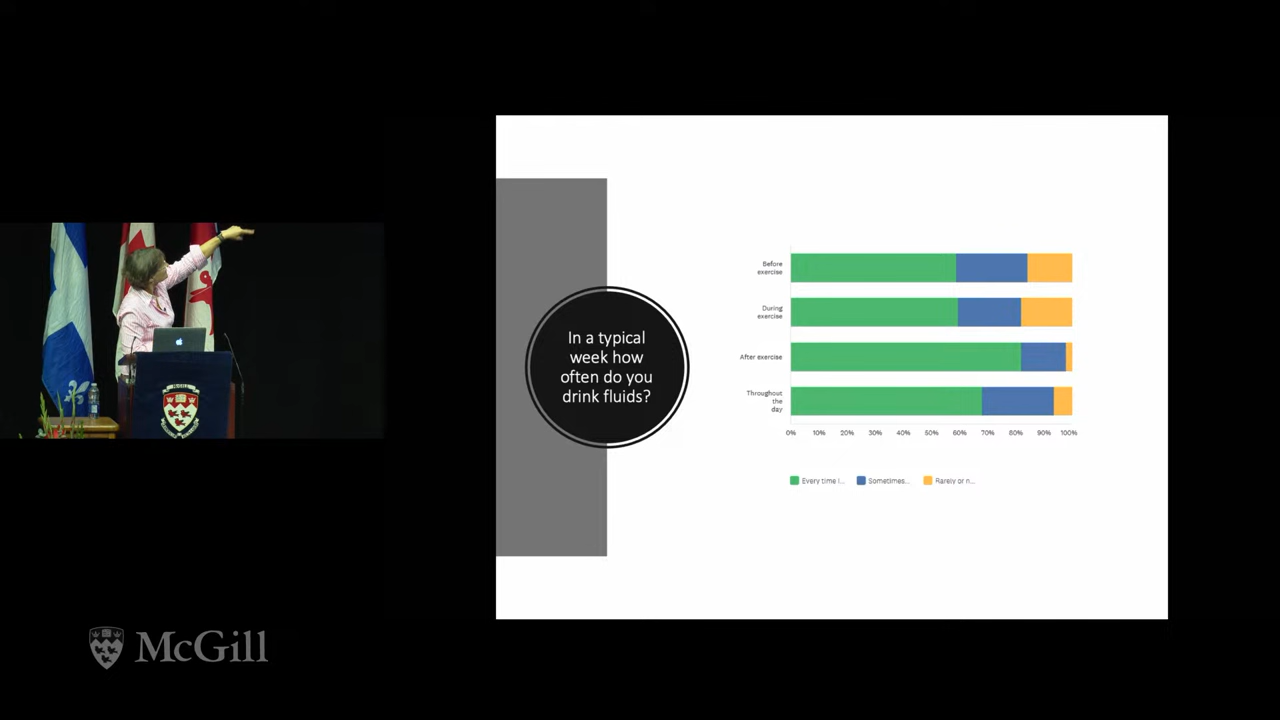 McGILL
In a typical
week how
often do you
drink fluids?
Before
exercise
During
exercise
After exercise
Throughout
the
day
0% 10% 20% 30% 40% 50% 60% 70% 80% 90% 100%
Every time I... Sometimes... Rarely or n...
McGill